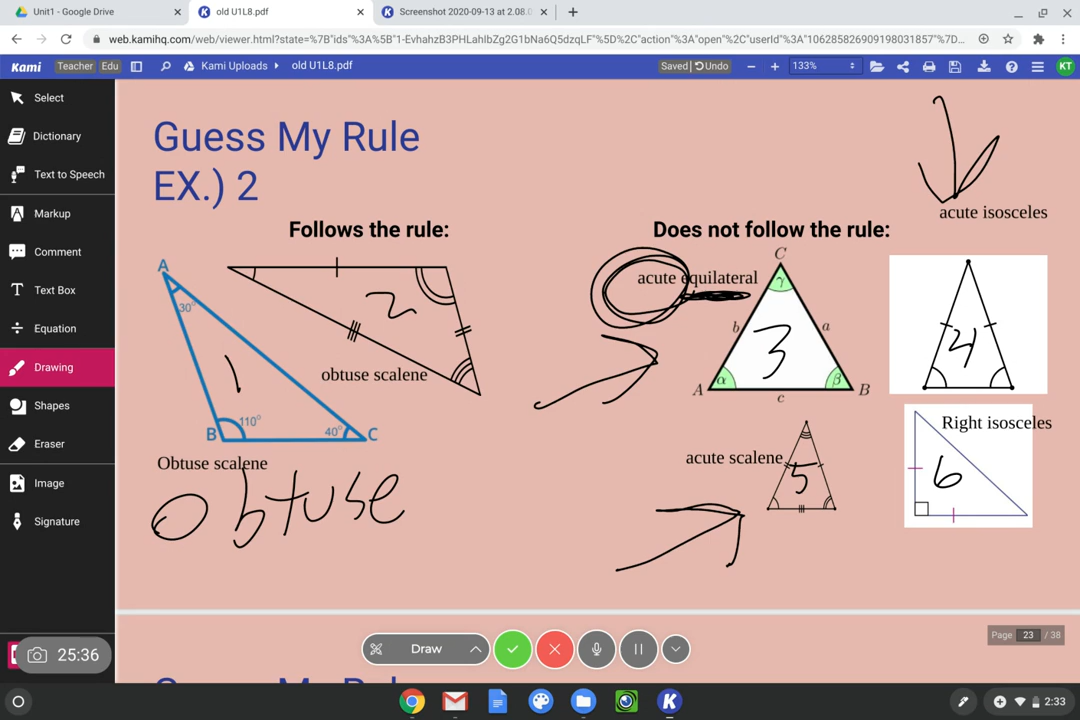 Unit1 - Google Drive
old U1L8.pdf
Screenshot 2020-09-13 at 2.08.0
web.kamihq.com/web/viewer.html?state=%7B"ids"%3A%5B"1-EvhahzB3PHLahIbZg2G1bNa6Q5dzqLF"%5D%2C"action"%3A"open"%2C"userId"%3A"106285826909198031857"%7D...
Kami
Teacher
Edu
Kami Uploads
old U1L8.pdf
Saved
Undo
133%
KT
Select
Dictionary
Text to Speech
Markup
Comment
Text Box
Equation
Drawing
Shapes
Eraser
Image
Signature
Guess My Rule
EX.) 2
acute isosceles
Follows the rule:
Does not follow the rule:
A
30°
1
B
110°
40°
C
Obtuse scalene
obtuse
2
obtuse scalene
acute equilateral
C
γ
b
a
3
A
α
β
B
c
4
acute scalene
5
Right isosceles
6
Page 23 / 38
25:36
Draw
2:33